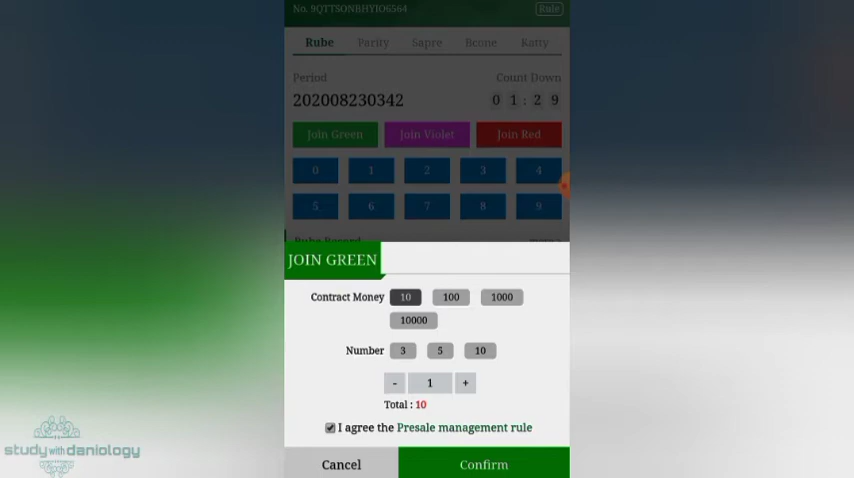 No. 9QTTSONBHYIO6564
Rule
Rube Parity Sapre Bcone Katty
Period Count Down
202008230342 0 1 : 2 9
Join Green Join Violet Join Red
0 1 2 3 4
5 6 7 8 9
JOIN GREEN
Contract Money 10 100 1000
10000
Number 3 5 10
- 1 +
Total : 10
I agree the Presale management rule
Cancel Confirm
study with daniology